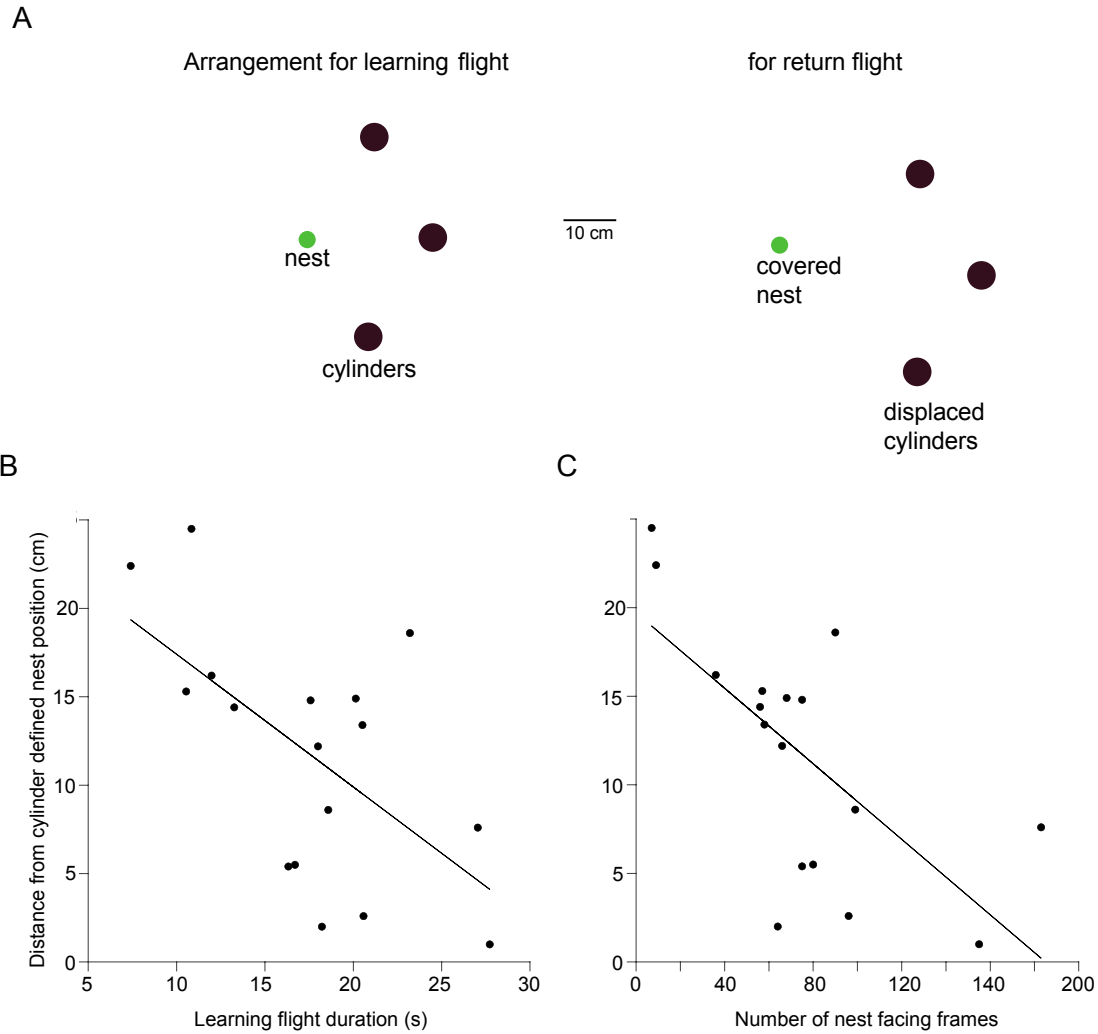 A
Arrangement for learning flight
for return flight
nest
10 cm
covered
nest
cylinders
displaced
cylinders
B
C
Distance from cylinder defined nest position (cm)
20
15
10
5
0
5
10
15
20
25
30
Learning flight duration (s)
20
15
10
5
0
0
40
60
80
140
200
Number of nest facing frames